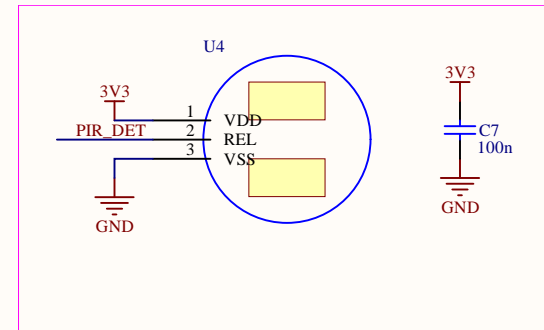 U4
3V3
1 VDD
PIR_DET 2 REL
3 VSS
GND
3V3
C7
100n
GND